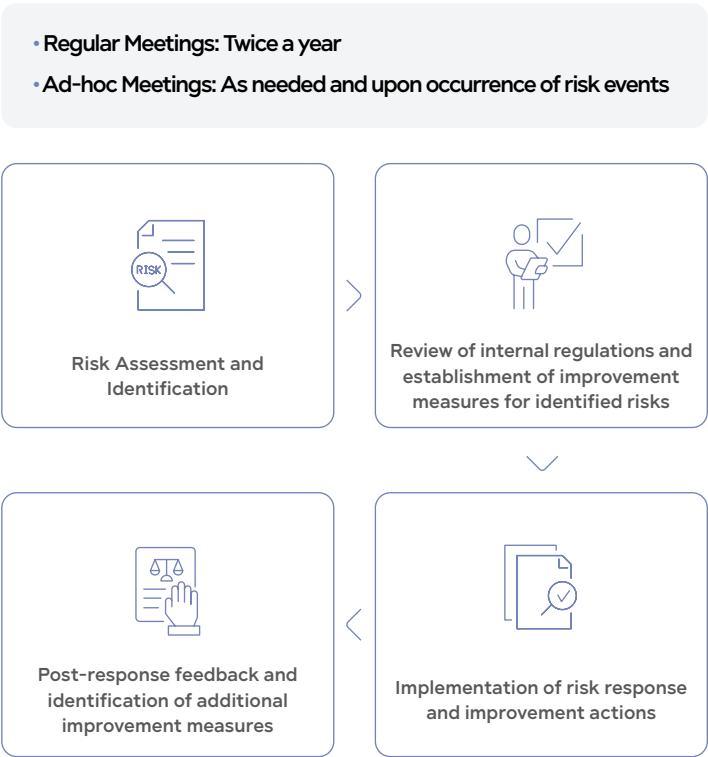 • Regular Meetings: Twice a year
• Ad-hoc Meetings: As needed and upon occurrence of risk events
RISK
Risk Assessment and
Identification
Review of internal regulations and
establishment of improvement
measures for identified risks
Post-response feedback and
identification of additional
improvement measures
Implementation of risk response
and improvement actions